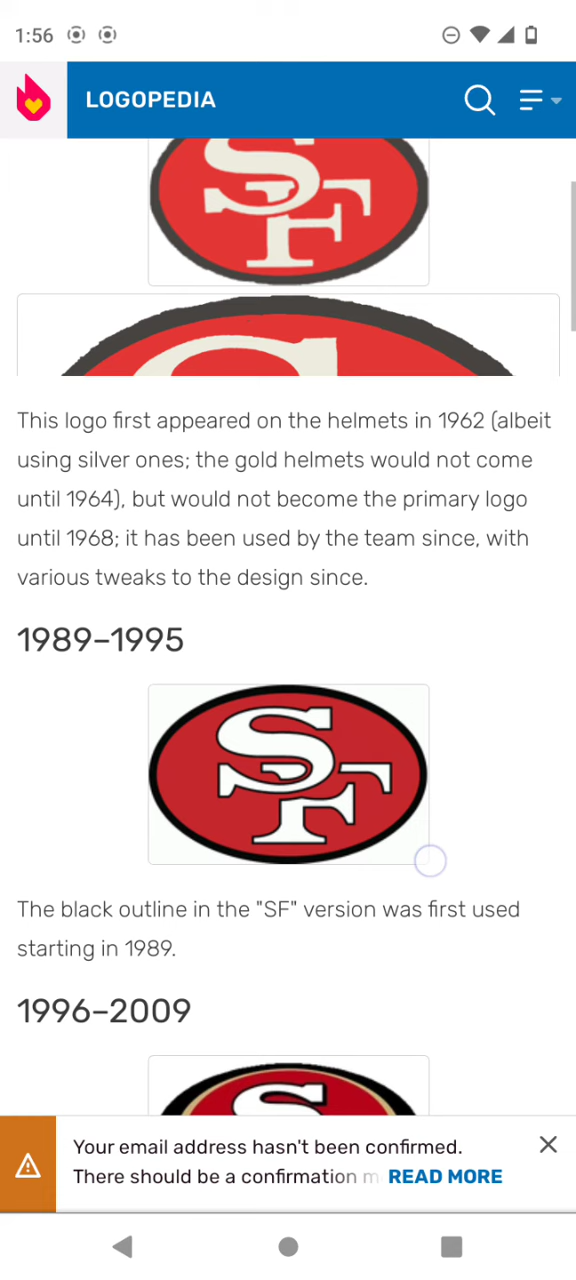 1:56
LOGOPEDIA
SF
This logo first appeared on the helmets in 1962 (albeit
using silver ones; the gold helmets would not come
until 1964), but would not become the primary logo
until 1968; it has been used by the team since, with
various tweaks to the design since.
1989–1995
SF
The black outline in the "SF" version was first used
starting in 1989.
1996–2009
Your email address hasn't been confirmed.
There should be a confirmation m READ MORE